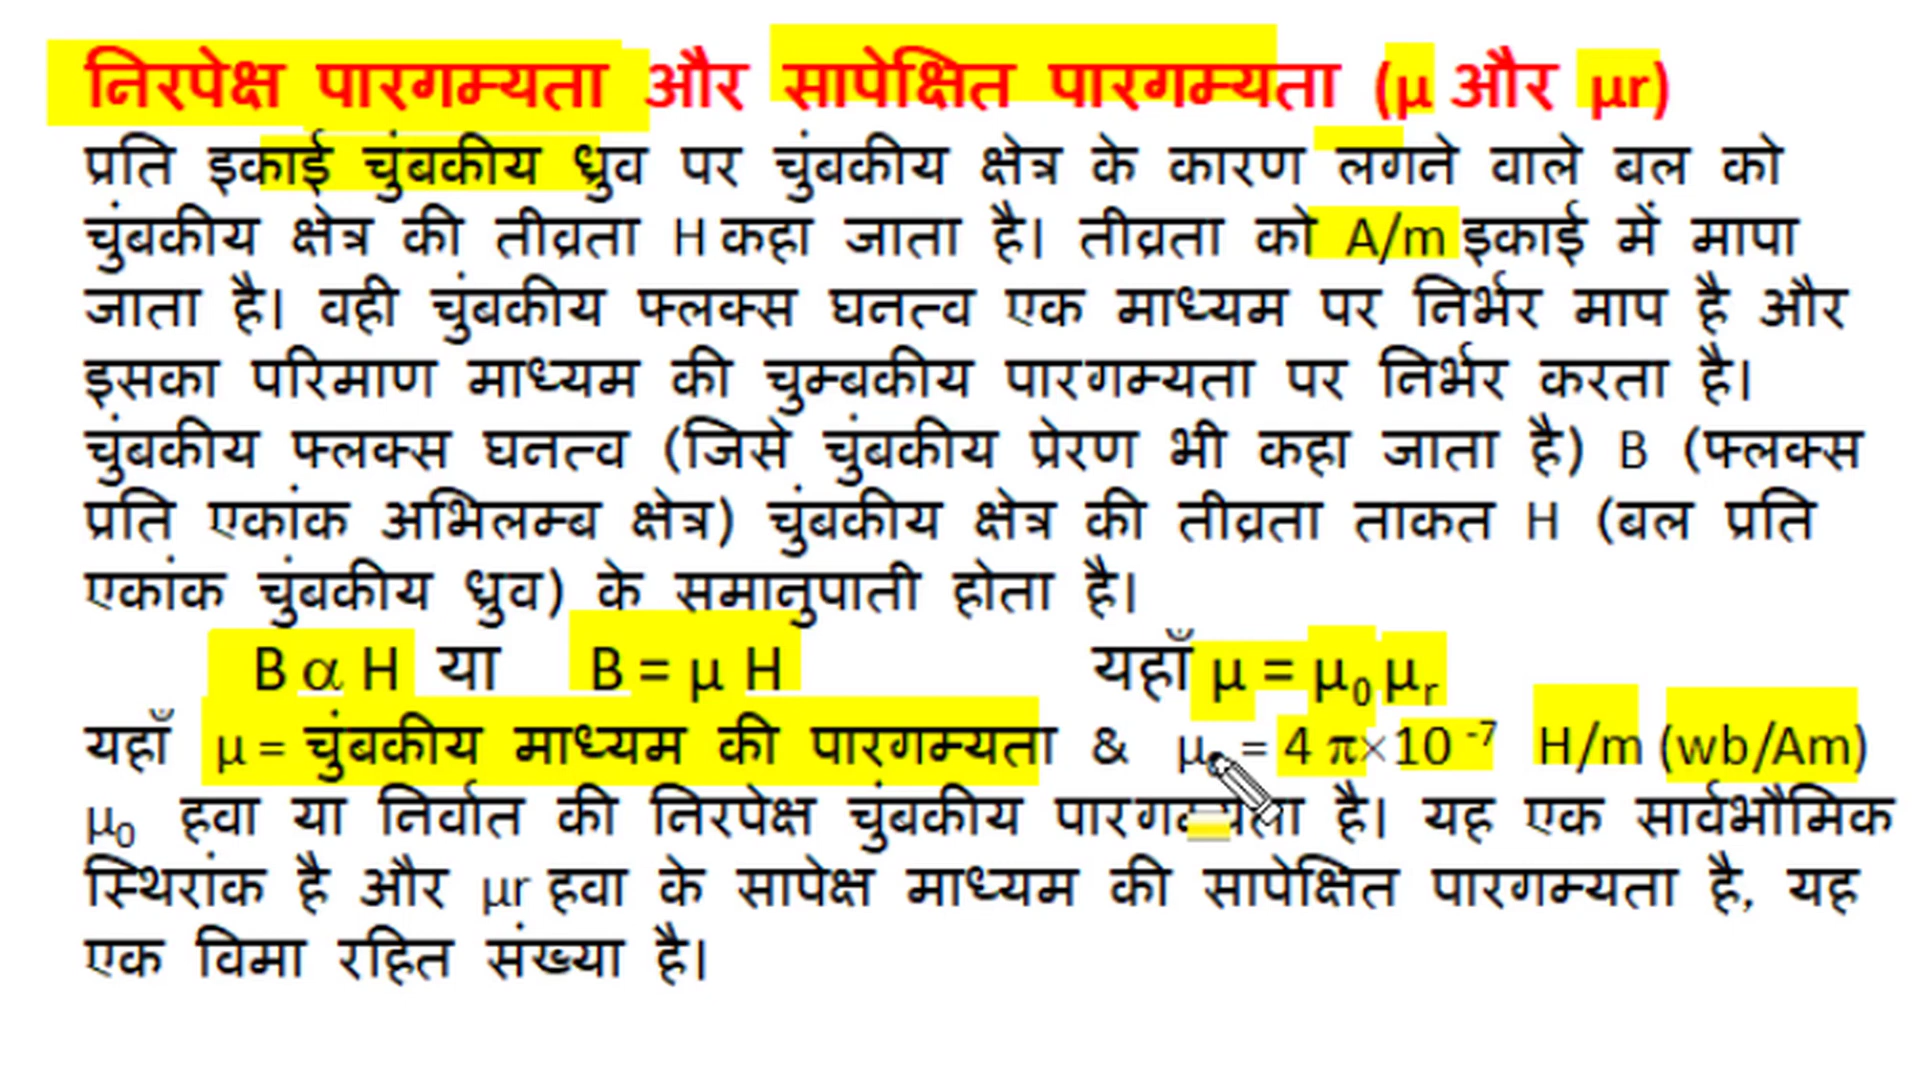 निरपेक्ष पारगम्यता और सापेक्षित पारगम्यता (μ और μr)
प्रति इकाई चुंबकीय ध्रुव पर चुंबकीय क्षेत्र के कारण लगने वाले बल को
चुंबकीय क्षेत्र की तीव्रता H कहा जाता है। तीव्रता को A/m इकाई में मापा
जाता है। वही चुंबकीय फ्लक्स घनत्व एक माध्यम पर निर्भर माप है और
इसका परिमाण माध्यम की चुम्बकीय पारगम्यता पर निर्भर करता है।
चुंबकीय फ्लक्स घनत्व (जिसे चुंबकीय प्रेरण भी कहा जाता है) B (फ्लक्स
प्रति एकांक अभिलम्ब क्षेत्र) चुंबकीय क्षेत्र की तीव्रता ताकत H (बल प्रति
एकांक चुंबकीय ध्रुव) के समानुपाती होता है।
B α H या B = μ H यहाँ μ = μ₀ μᵣ
यहाँ μ = चुंबकीय माध्यम की पारगम्यता & = 4 π×10 ⁻⁷ H/m (wb/Am)
μ₀ हवा या निर्वात की निरपेक्ष चुंबकीय पारगम्यता है। यह एक सार्वभौमिक
स्थिरांक है और μr हवा के सापेक्ष माध्यम की सापेक्षित पारगम्यता है, यह
एक विमा रहित संख्या है।